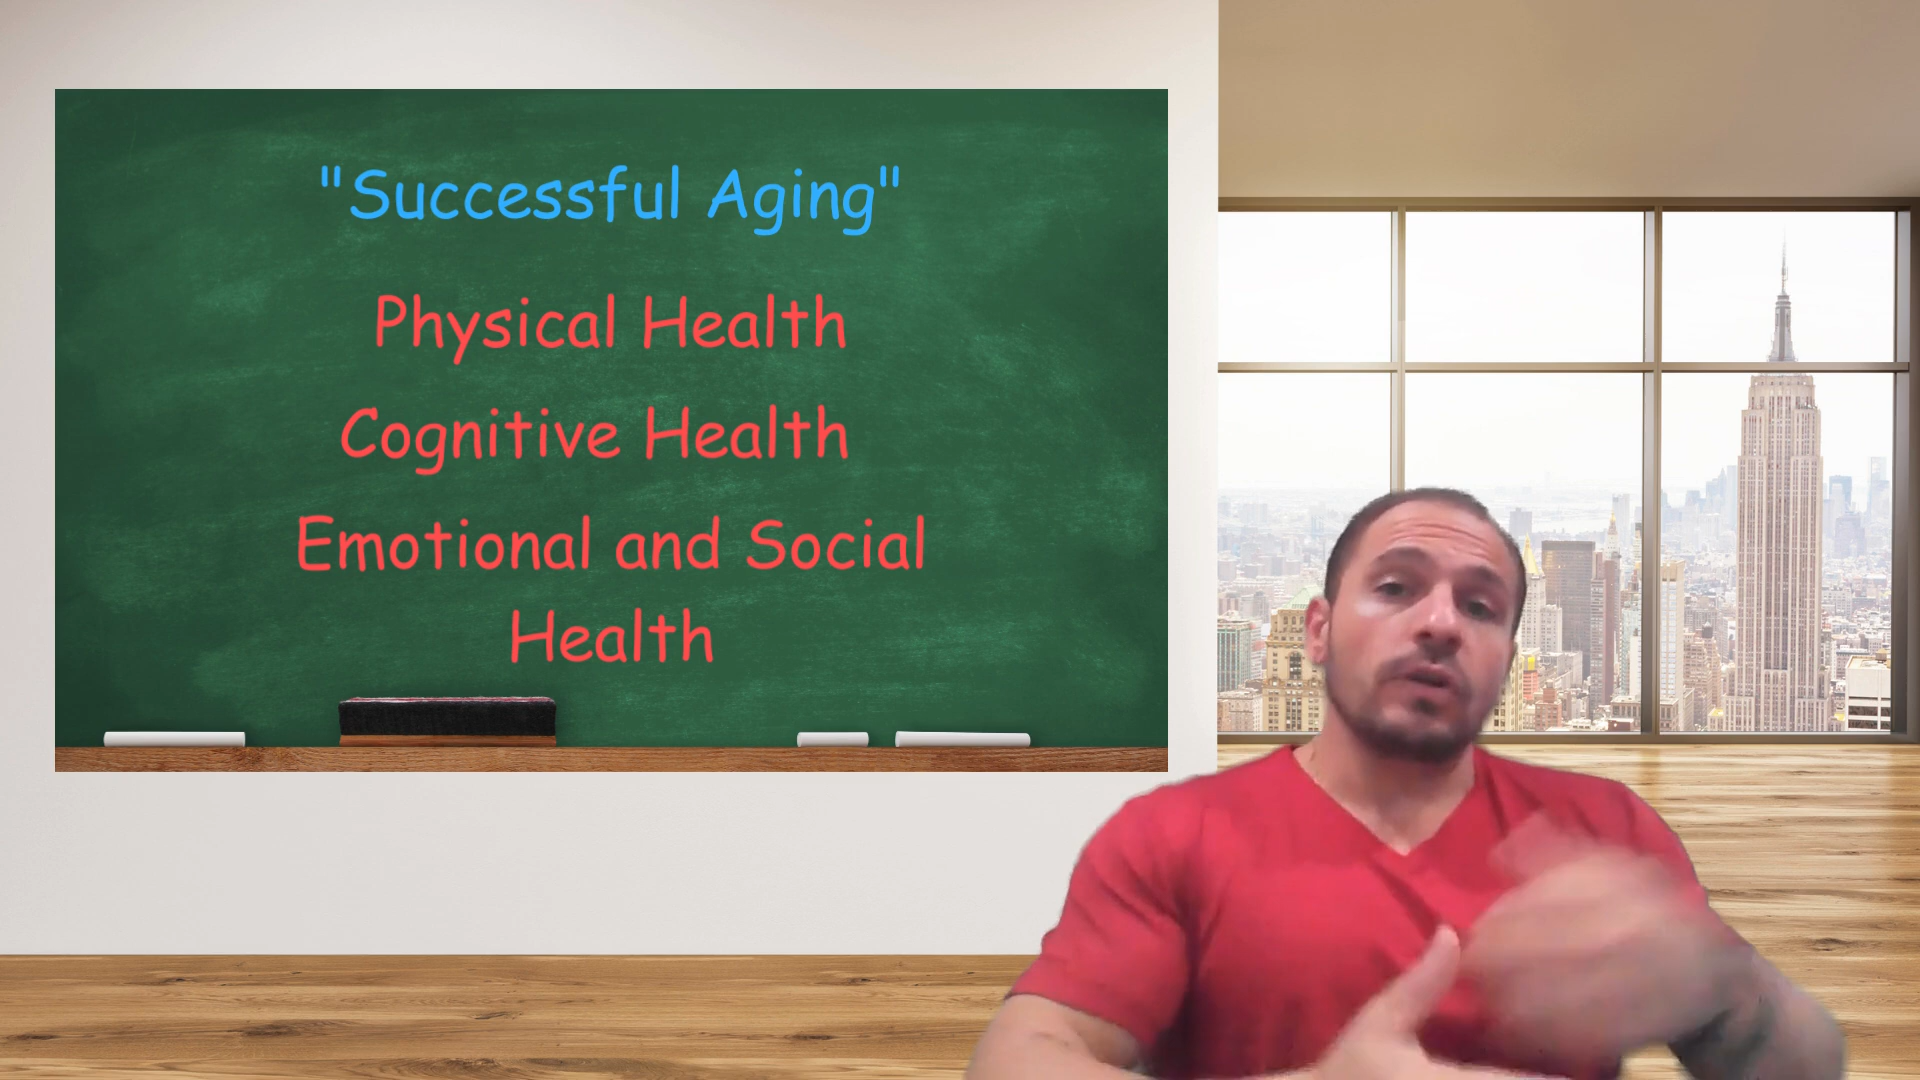 "Successful Aging"
Physical Health
Cognitive Health
Emotional and Social
Health